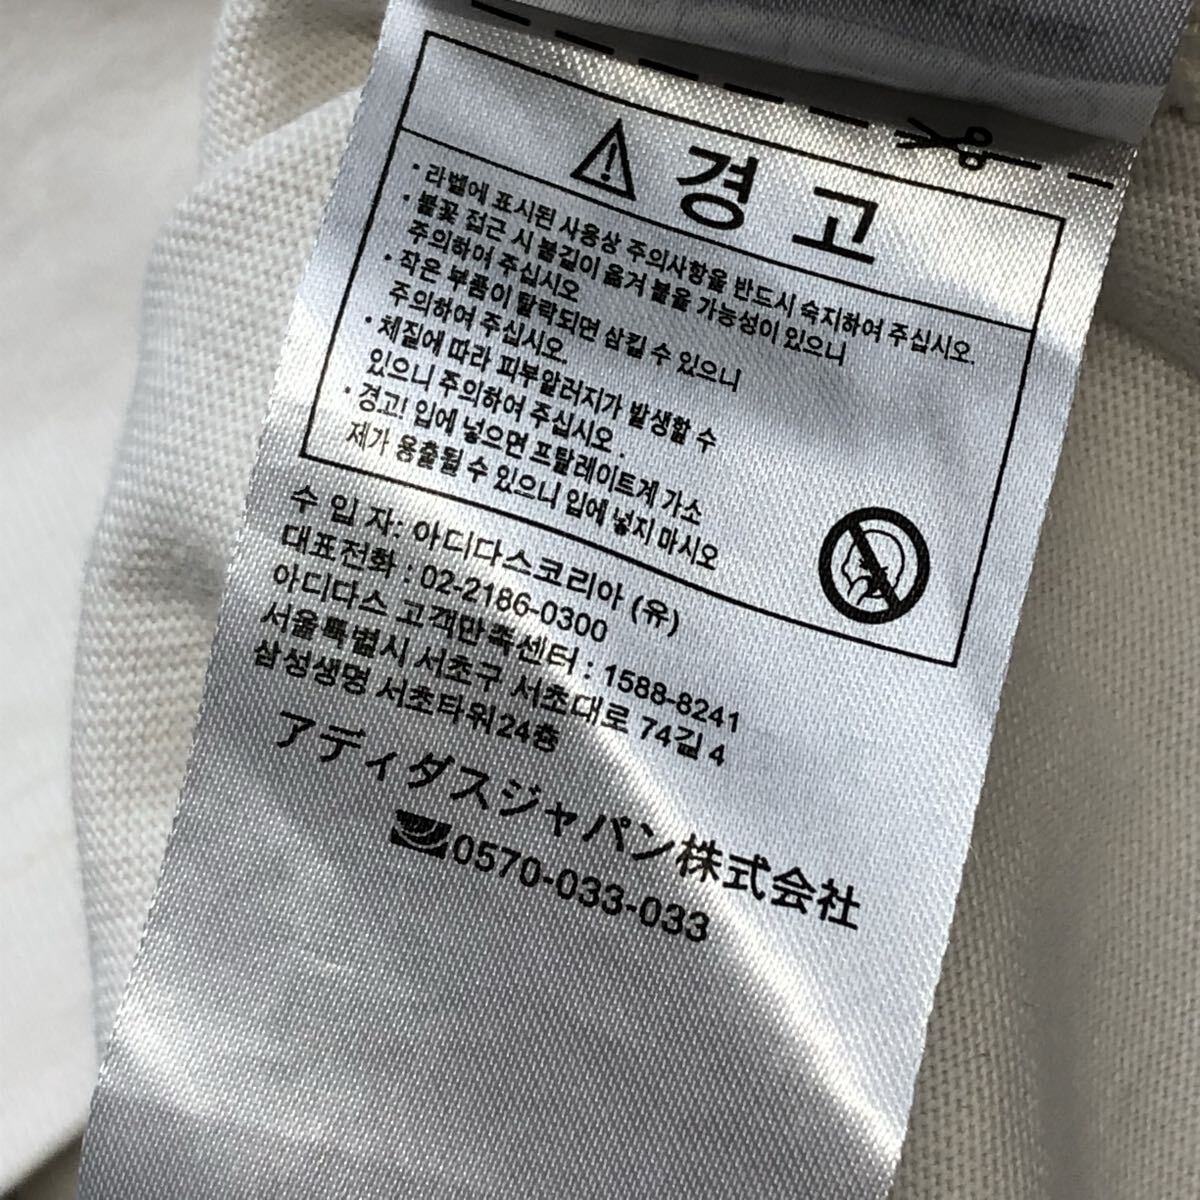 경 고
· 라벨에 표시된 사용상 주의사항을 반드시 숙지하여 주십시오.
· 불꽃 접근 시 불길이 옮겨 붙을 가능성이 있으니
주의하여 주십시오
· 작은 부품이 탈락되면 삼킬 수 있으니
주의하여 주십시오.
· 체질에 따라 피부알러지가 발생할 수
있으니 주의하여 주십시오 .
· 경고! 입에 넣으면 프탈레이트계 가소
제가 용출될 수 있으니 입에 넣지 마시오
수 입 자: 아디다스코리아 (유)
대표전화 : 02-2186-0300
아디다스 고객만족센터 : 1588-8241
서울특별시 서초구 서초대로 74길 4
삼성생명 서초타워 24층
アディダスジャパン株式会社
0570-033-033